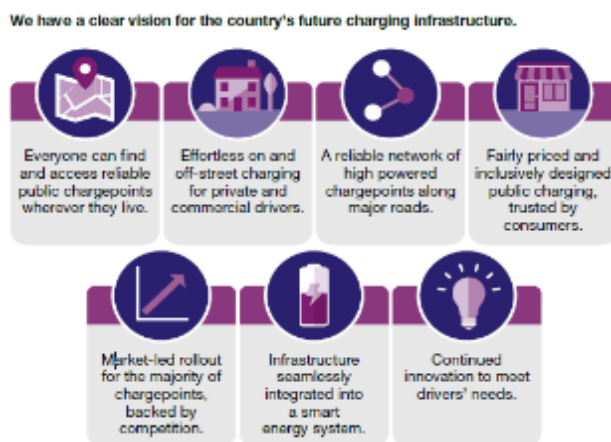 We have a clear vision for the country's future charging infrastructure.
Everyone can find
and access reliable
public chargepoints
wherever they live.
Effortless on and
off-street charging
for private and
commercial drivers.
A reliable network of
high powered
chargepoints along
major roads.
Fairly priced and
inclusively designed
public charging,
trusted by
consumers.
Market-led rollout
for the majority of
chargepoints,
backed by
competition.
Infrastructure
seamlessly
integrated into
a smart
energy system.
Continued
innovation to meet
drivers' needs.